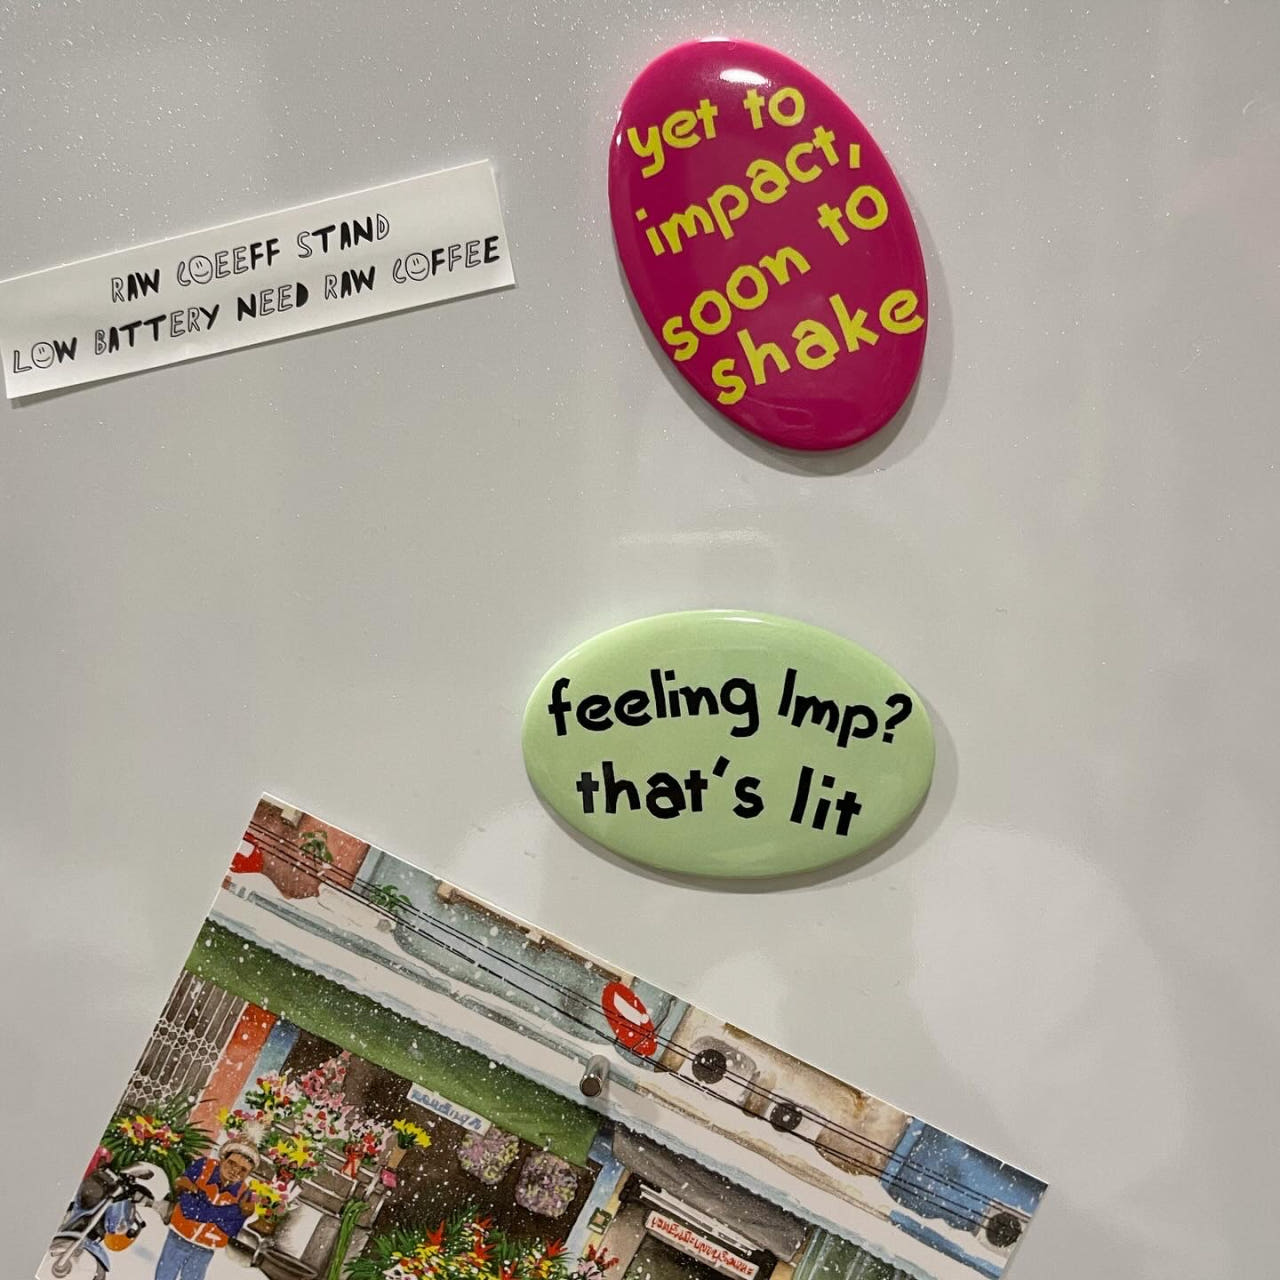 RAW COEEFF STAND
LOW BATTERY NEED RAW COFFEE
yet to
impact,
soon to
shake
feeling lmp?
that's lit